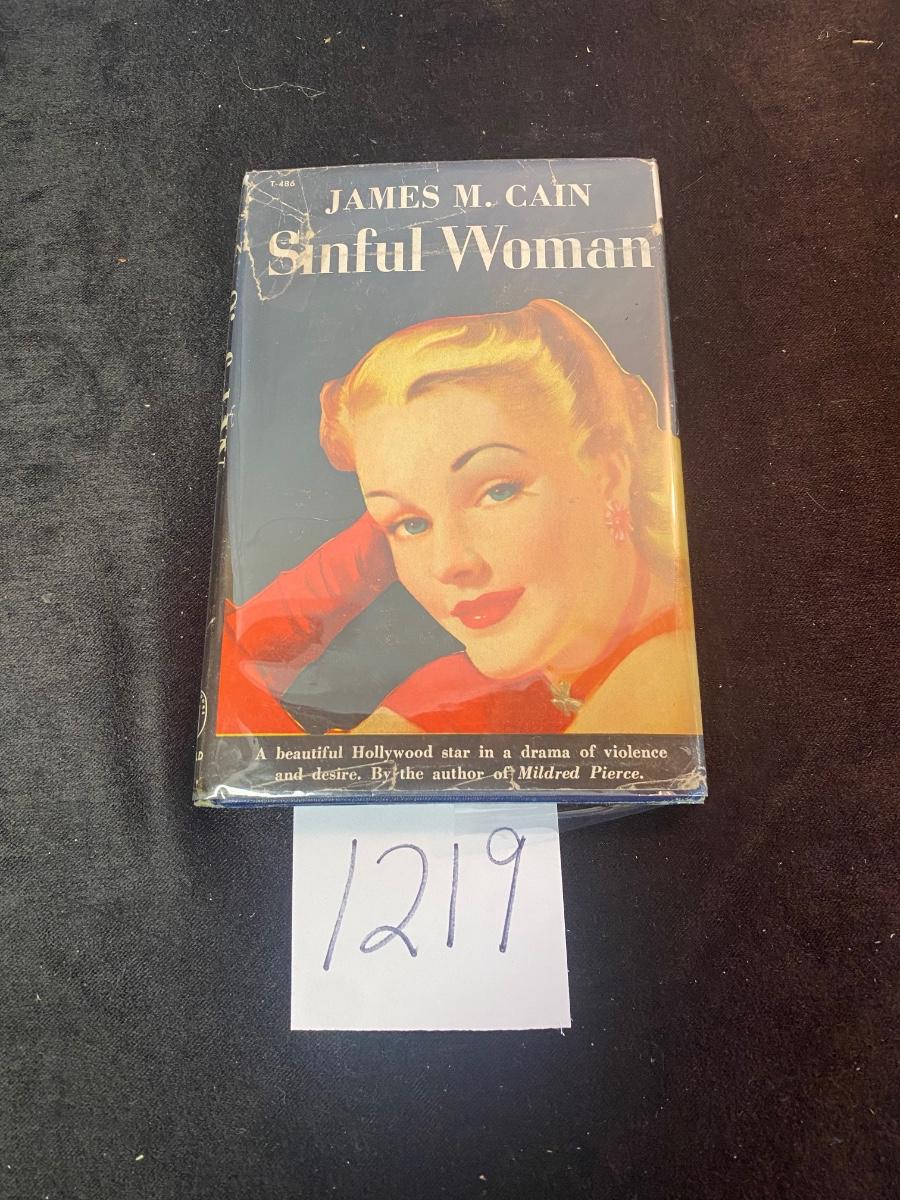 T-486
JAMES M. CAIN
Sinful Woman
A beautiful Hollywood star in a drama of violence
and desire. By the author of Mildred Pierce.
1219